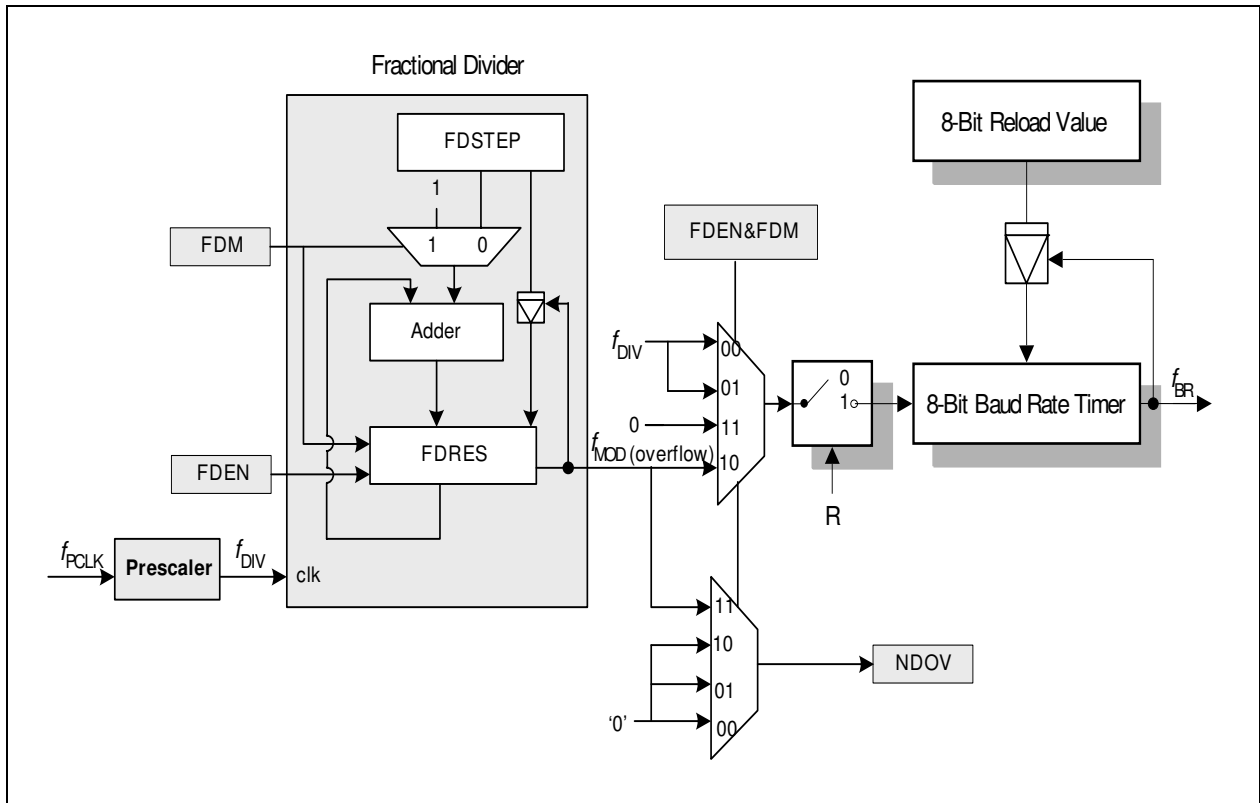 Fractional Divider
8-Bit Reload Value
FDSTEP
1
FDM
1 0
FDEN&FDM
Adder
fDIV
00
01
0
11
fMOD (overflow)
10
0
1
R
8-Bit Baud Rate Timer
fBR
FDRES
FDEN
fPCLK
Prescaler
fDIV
clk
11
10
01
‘0’
00
NDOV